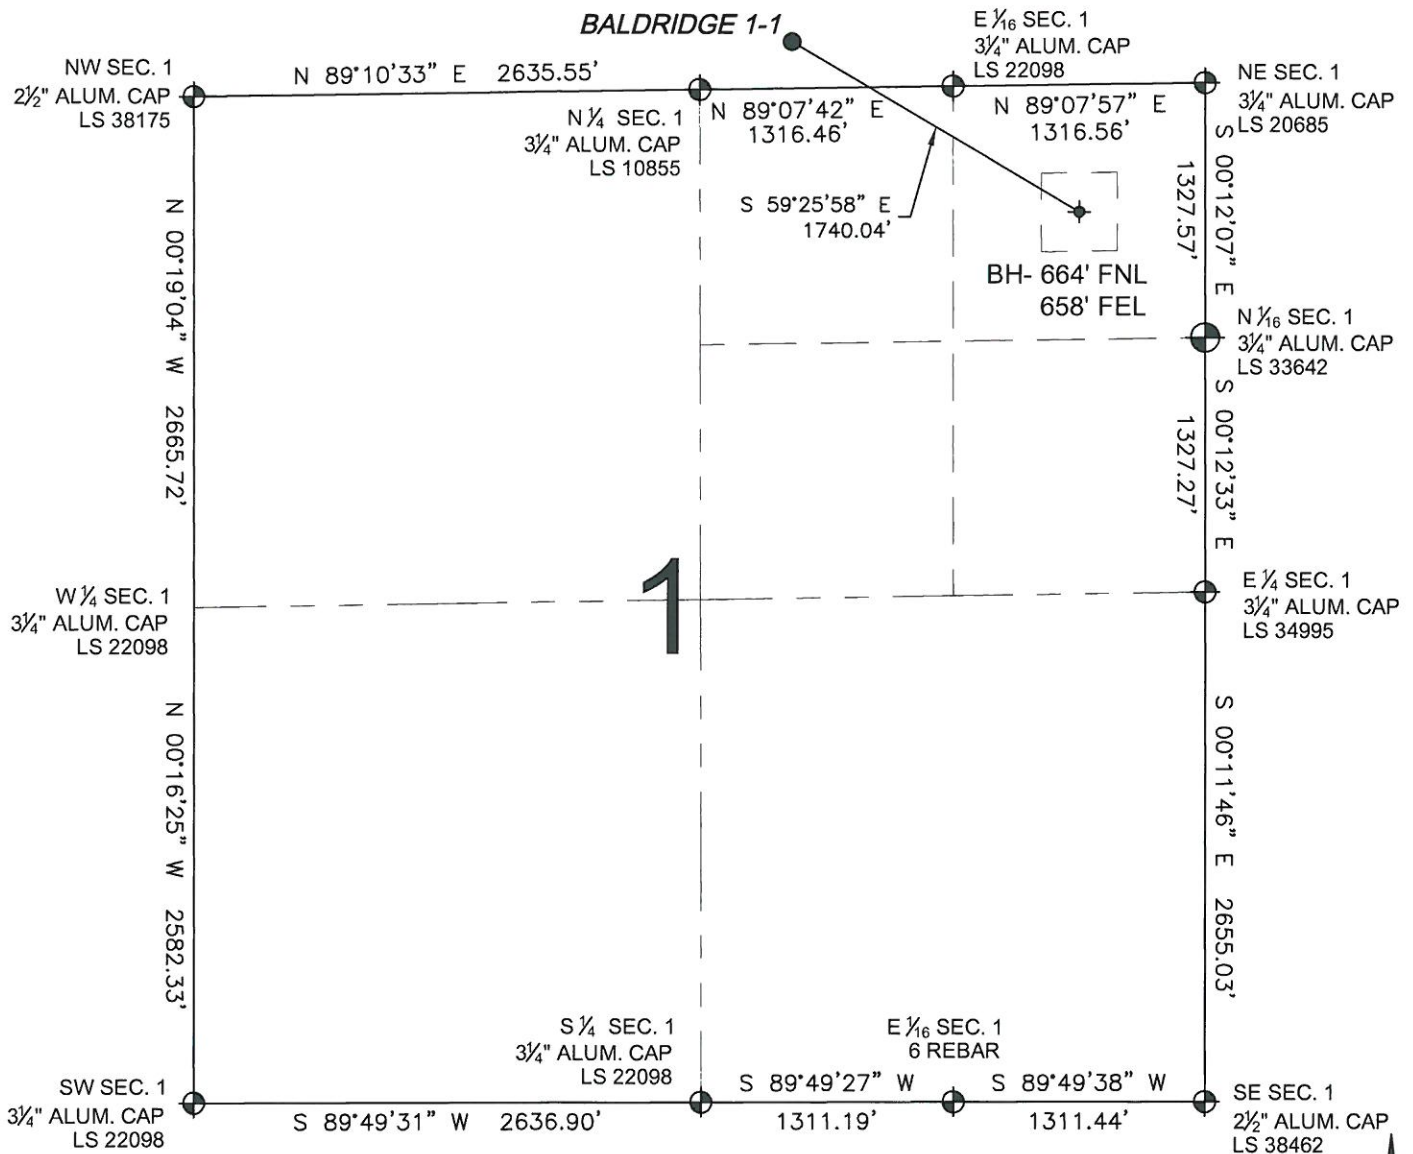 BALDRIDGE 1-1
E 1/16 SEC. 1
3¼" ALUM. CAP
LS 22098
NW SEC. 1
2½" ALUM. CAP
LS 38175
N 89°10'33" E 2635.55'
N ¼ SEC. 1
3¼" ALUM. CAP
LS 10855
N 89°07'42" E
1316.46'
N 89°07'57" E
1316.56'
NE SEC. 1
3¼" ALUM. CAP
LS 20685
S 59°25'58" E
1740.04'
BH- 664' FNL
658' FEL
S 00°12'07" E
1327.57'
N 00°19'04" W 2665.72'
N 1/16 SEC. 1
3¼" ALUM. CAP
LS 33642
S 00°12'33" E
1327.27'
1
W ¼ SEC. 1
3¼" ALUM. CAP
LS 22098
E ¼ SEC. 1
3¼" ALUM. CAP
LS 34995
N 00°16'25" W 2582.33'
S 00°11'46" E 2655.03'
S ¼ SEC. 1
3¼" ALUM. CAP
LS 22098
E 1/16 SEC. 1
6 REBAR
SW SEC. 1
3¼" ALUM. CAP
LS 22098
S 89°49'31" W 2636.90'
S 89°49'27" W
1311.19'
S 89°49'38" W
1311.44'
SE SEC. 1
2½" ALUM. CAP
LS 38462